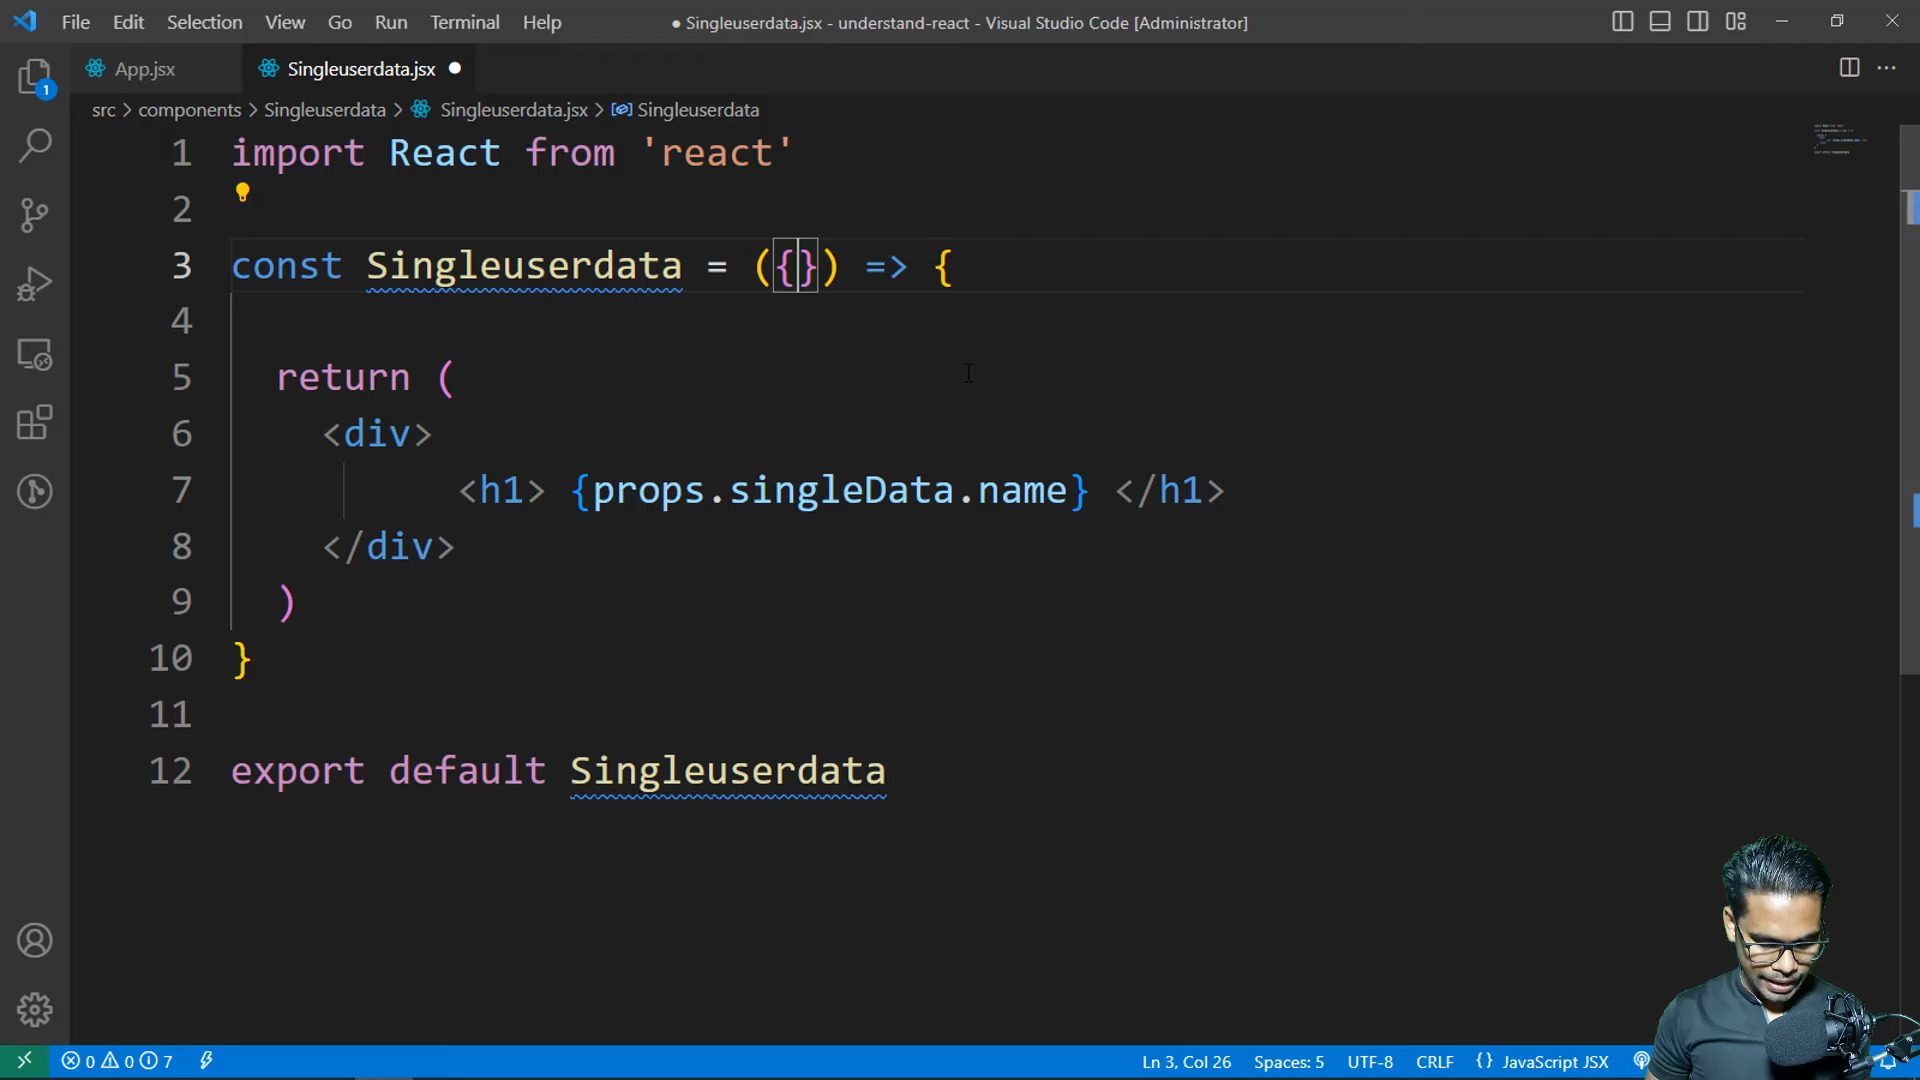 File Edit Selection View Go Run Terminal Help
● Singleuserdata.jsx - understand-react - Visual Studio Code [Administrator]
App.jsx
Singleuserdata.jsx ●
1
src > components > Singleuserdata > Singleuserdata.jsx > Singleuserdata
1 import React from 'react'
2
3 const Singleuserdata = ({}) => {
4
5 return (
6 <div>
7 <h1> {props.singleData.name} </h1>
8 </div>
9 )
10 }
11
12 export default Singleuserdata
0 0 7
Ln 3, Col 26 Spaces: 5 UTF-8 CRLF {} JavaScript JSX